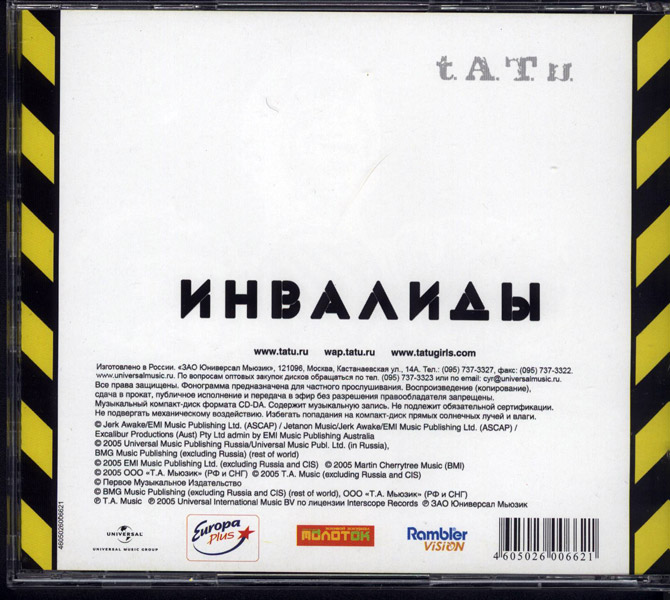 t.A.T.u.
ИНВАЛИДЫ
www.tatu.ru wap.tatu.ru www.tatugirls.com
Изготовлено в России. «ЗАО Юниверсал Мьюзик», 121096, Москва, Кастанаевская ул., 14А. Тел.: (095) 737-3327, факс: (095) 737-3322.
www.universalmusic.ru. По вопросам оптовых закупок дисков обращаться по тел. (095) 737-3323 или по email: cyr@universalmusic.ru.
Все права защищены. Фонограмма предназначена для частного прослушивания. Воспроизведение (копирование),
сдача в прокат, публичное исполнение и передача в эфир без разрешения правообладателя запрещены.
Музыкальный компакт-диск формата CD-DA. Содержит музыкальную запись. Не подлежит обязательной сертификации.
Не подвергать механическому воздействию. Избегать попадания на компакт-диск прямых солнечных лучей и влаги.
© Jerk Awake/EMI Music Publishing Ltd. (ASCAP) / Jetanon Music/Jerk Awake/EMI Music Publishing Ltd. (ASCAP) /
Excalibur Productions (Aust) Pty Ltd admin by EMI Music Publishing Australia
© 2005 Universal Music Publishing Russia/Universal Music Publ. Ltd. (in Russia),
BMG Music Publishing (excluding Russia) (rest of world)
© 2005 EMI Publishing Ltd. (excluding Russia and CIS) © 2005 Martin Cherrytree Music (BMI)
© 2005 ООО «Т.А. Мьюзик» (РФ и СНГ) © 2005 T.A. Music (excluding Russia and CIS)
© Первое Музыкальное Издательство
© BMG Music Publishing (excluding Russia and CIS) (rest of world), ООО «Т.А. Мьюзик» (РФ и СНГ)
℗ T.A. Music ℗ 2005 Universal International Music BV по лицензии Interscope Records ℗ ЗАО Юниверсал Мьюзик
4605026006621
UNIVERSAL
UNIVERSAL MUSIC GROUP
Europa
plus
МОЛОТОК
Rambler
VISION
4 605026 006621